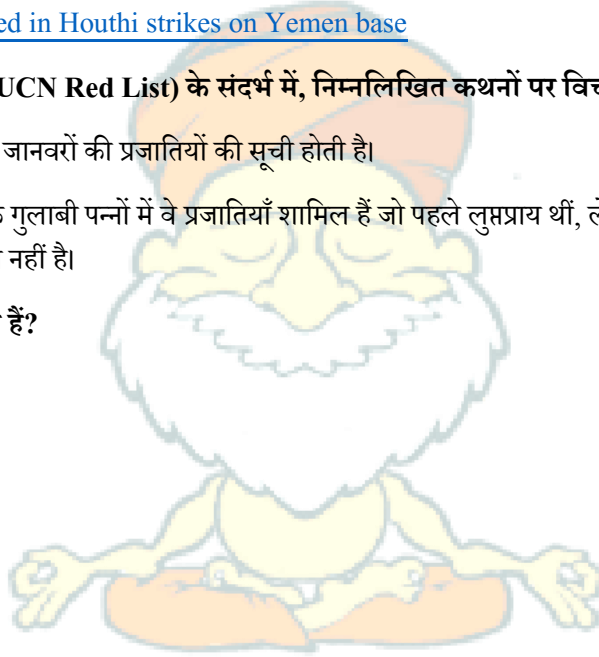 ed in Houthi strikes on Yemen base
UCN Red List) के संदर्भ में, निम्नलिखित कथनों पर विच
जानवरों की प्रजातियों की सूची होती है।
गुलाबी पन्नों में वे प्रजातियाँ शामिल हैं जो पहले लुप्तप्राय थीं, ले
नहीं है।
हैं?